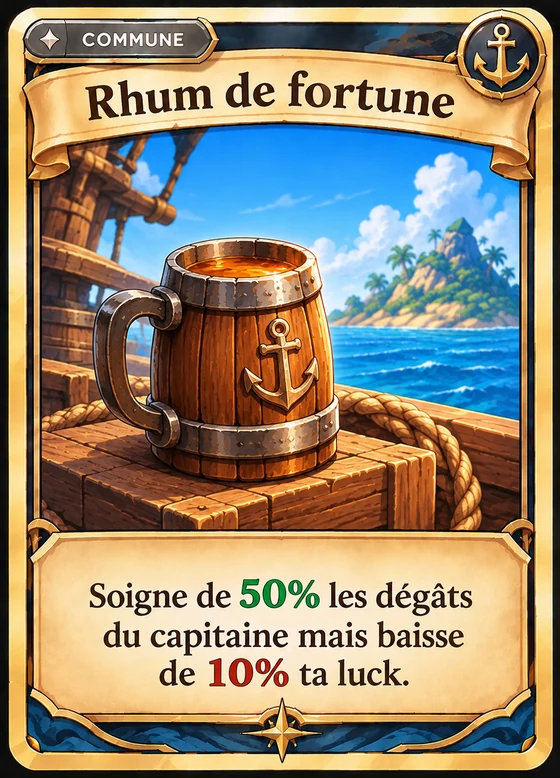 COMMUNE
Rhum de fortune
Soigne de 50% les dégâts
du capitaine mais baisse
de 10% ta luck.